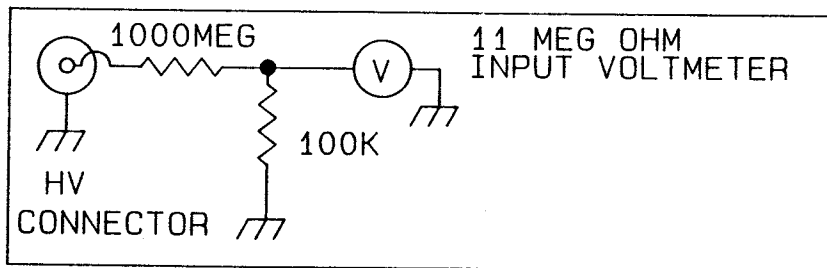 1000MEG
11 MEG OHM
INPUT VOLTMETER
V
100K
HV
CONNECTOR